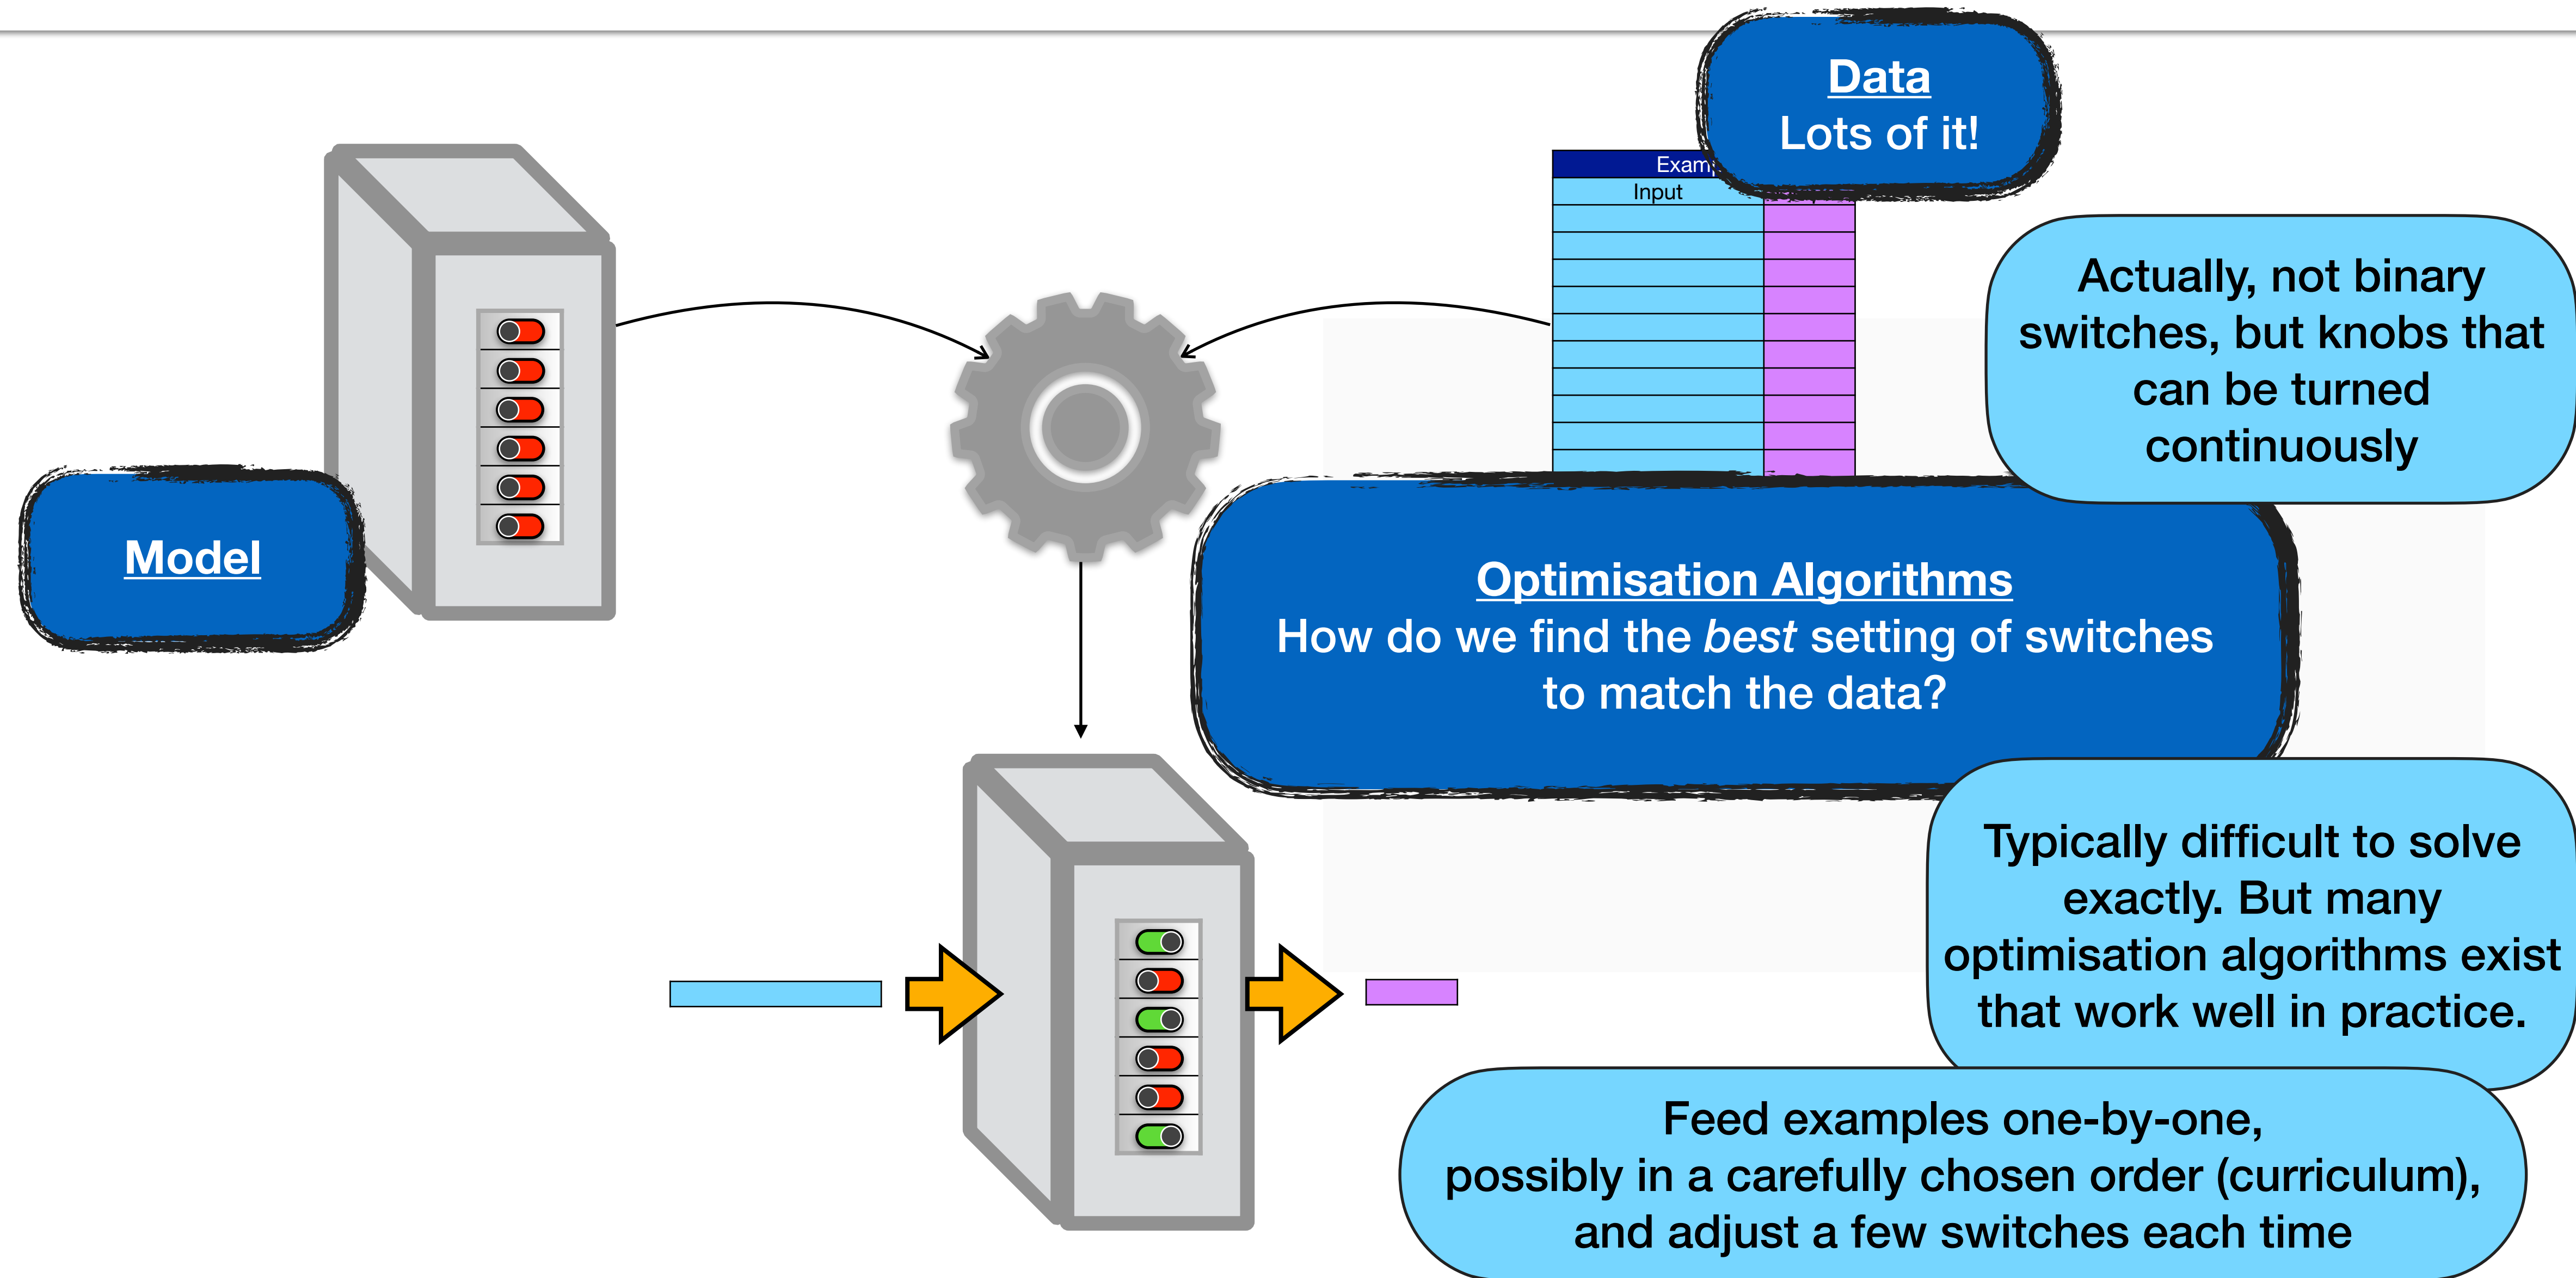 Data
Lots of it!
Input
Actually, not binary
switches, but knobs that
can be turned
continuously
Model
Optimisation Algorithms
How do we find the best setting of switches
to match the data?
Typically difficult to solve
exactly. But many
optimisation algorithms exist
that work well in practice.
Feed examples one-by-one,
possibly in a carefully chosen order (curriculum),
and adjust a few switches each time